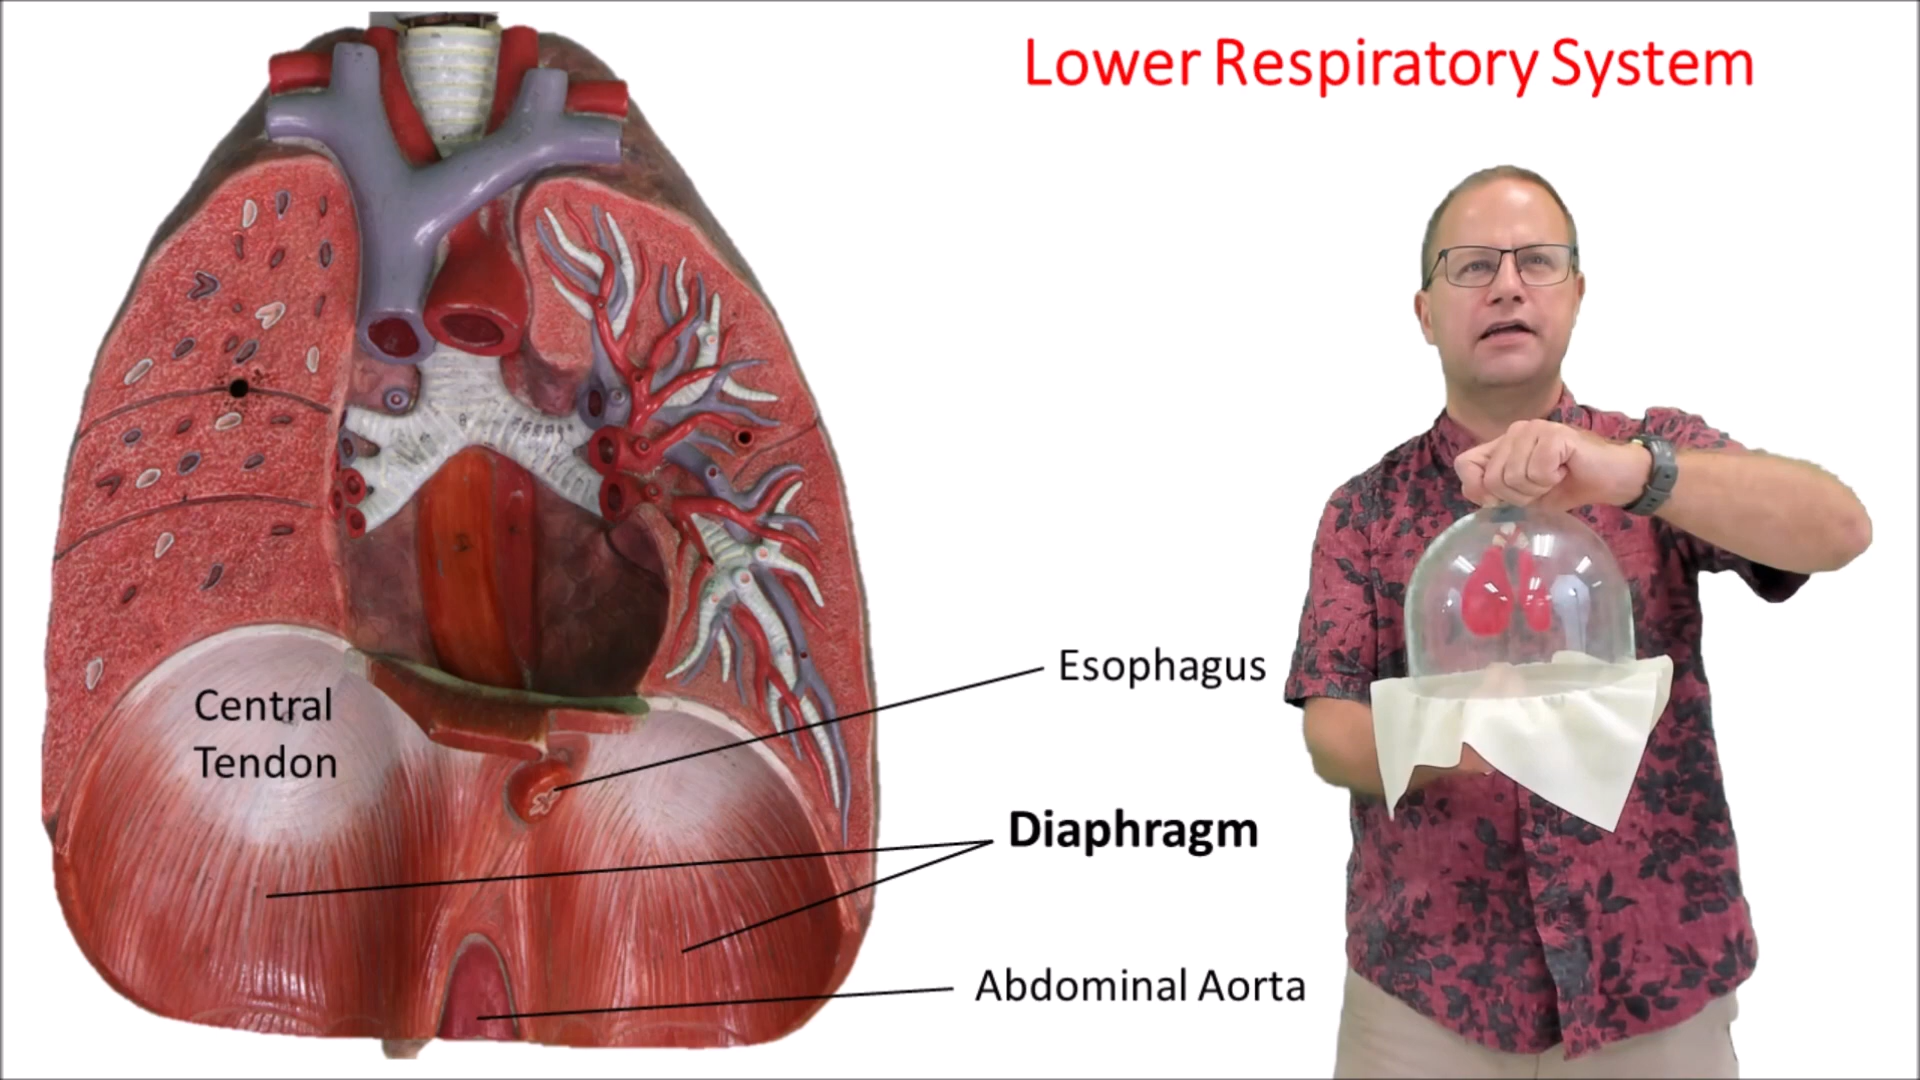 Lower Respiratory System
Esophagus
Central
Tendon
Diaphragm
Abdominal Aorta